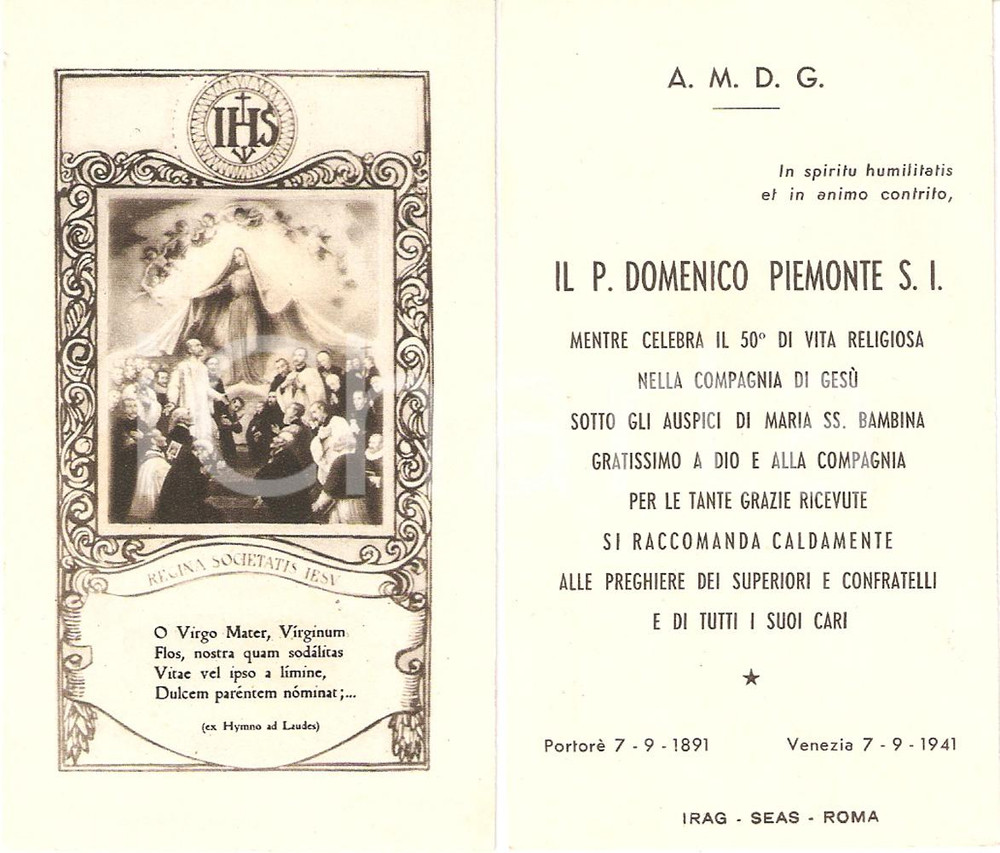 IHS
REGINA SOCIETATIS IESV
O Virgo Mater, Vírginum
Flos, nostra quam sodálitas
Vitae vel ipso a límine,
Dulcem paréntem nóminat;...
(ex Hymno ad Laudes)
A. M. D. G.
In spiritu humilitatis
et in animo contrito,
IL P. DOMENICO PIEMONTE S. I.
MENTRE CELEBRA IL 50º DI VITA RELIGIOSA
NELLA COMPAGNIA DI GESÙ
SOTTO GLI AUSPICI DI MARIA SS. BAMBINA
GRATISSIMO A DIO E ALLA COMPAGNIA
PER LE TANTE GRAZIE RICEVUTE
SI RACCOMANDA CALDAMENTE
ALLE PREGHIERE DEI SUPERIORI E CONFRATELLI
E DI TUTTI I SUOI CARI
Portorè 7 - 9 - 1891 Venezia 7 - 9 - 1941
IRAG - SEAS - ROMA